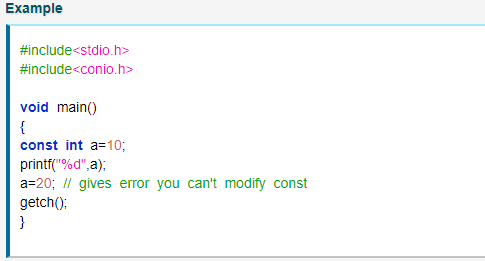 Example
#include<stdio.h>
#include<conio.h>
void main()
{
const int a=10;
printf("%d",a);
a=20; // gives error you can't modify const
getch();
}